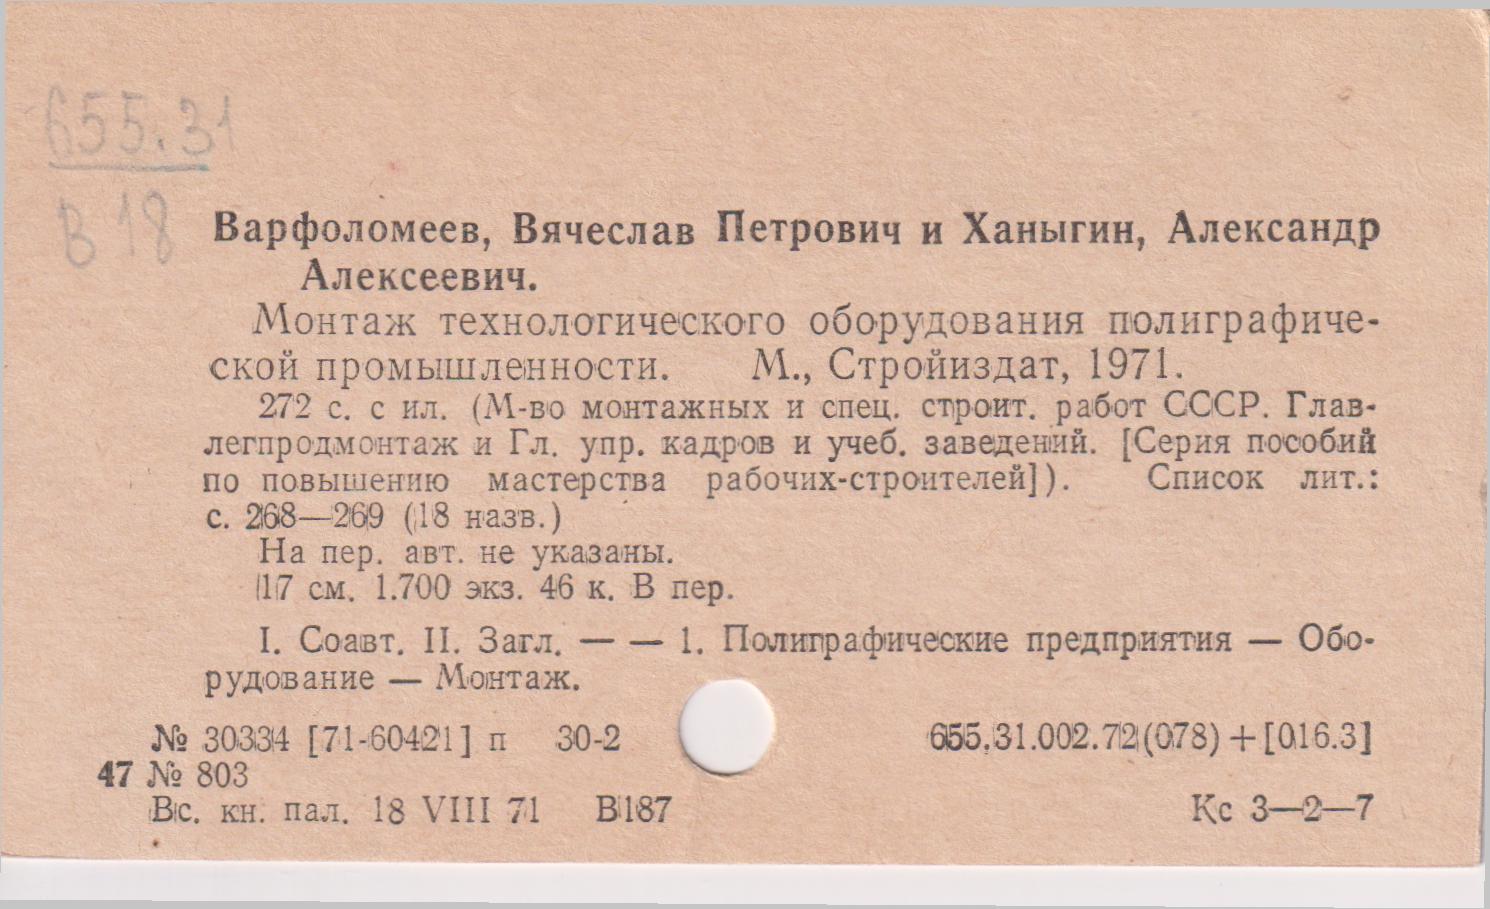 655.31
В 18
Варфоломеев, Вячеслав Петрович и Ханыгин, Александр
Алексеевич.
Монтаж технологического оборудования полиграфиче-
ской промышленности. М., Стройиздат, 1971.
272 с. с ил. (М-во монтажных и спец. строит. работ СССР. Глав-
легпродмонтаж и Гл. упр. кадров и учеб. заведений. [Серия пособий
по повышению мастерства рабочих-строителей]). Список лит.:
с. 268—269 (18 назв.)
На пер. авт. не указаны.
17 см. 1.700 экз. 46 к. В пер.
I. Соавт. II. Загл. — — 1. Полиграфические предприятия — Обо-
рудование — Монтаж.
№ 30334 [71-60421] п 30-2 655.31.002.72(078) + [016.3]
47 № 803
Вс. кн. пал. 18 VIII 71 В187 Кс 3—2—7